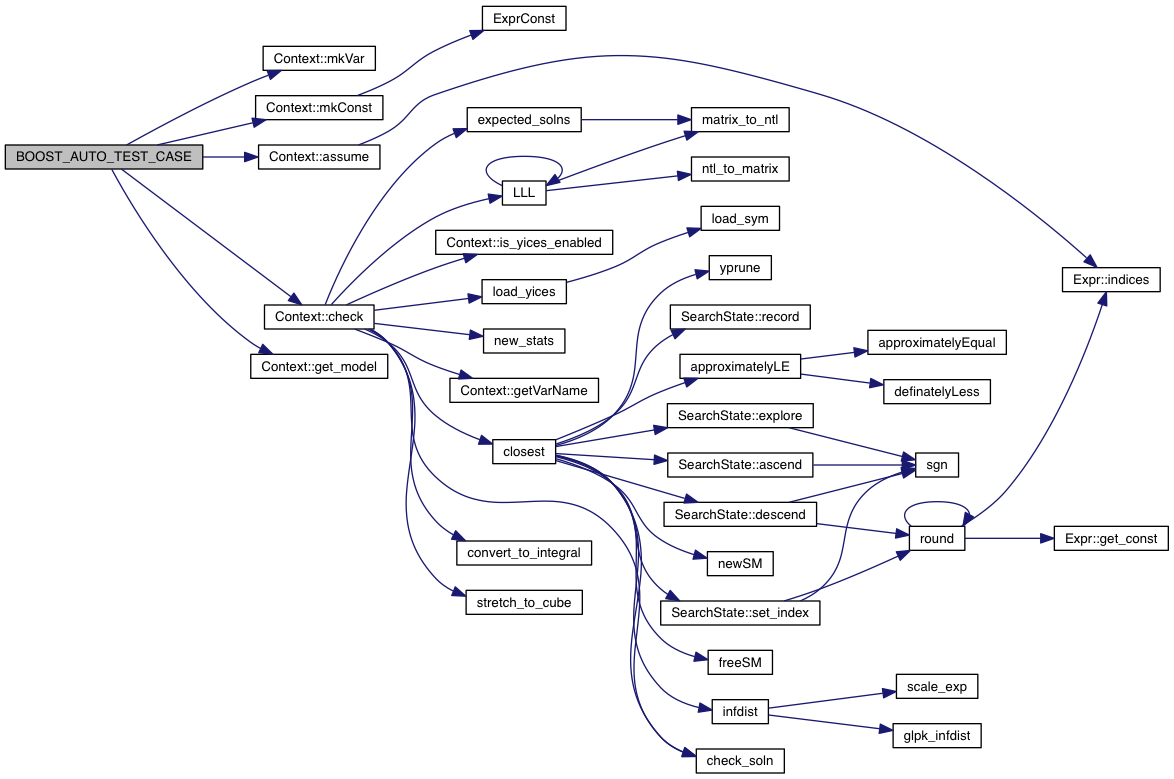 BOOST_AUTO_TEST_CASE
Context::mkVar
Context::mkConst
ExprConst
Context::assume
Context::check
Context::get_model
expected_solns
LLL
Context::is_yices_enabled
load_yices
new_stats
Context::getVarName
closest
convert_to_integral
stretch_to_cube
matrix_to_ntl
ntl_to_matrix
load_sym
yprune
SearchState::record
approximatelyLE
SearchState::explore
SearchState::ascend
SearchState::descend
newSM
SearchState::set_index
freeSM
infdist
check_soln
approximatelyEqual
definatelyLess
sgn
round
scale_exp
glpk_infdist
Expr::indices
Expr::get_const